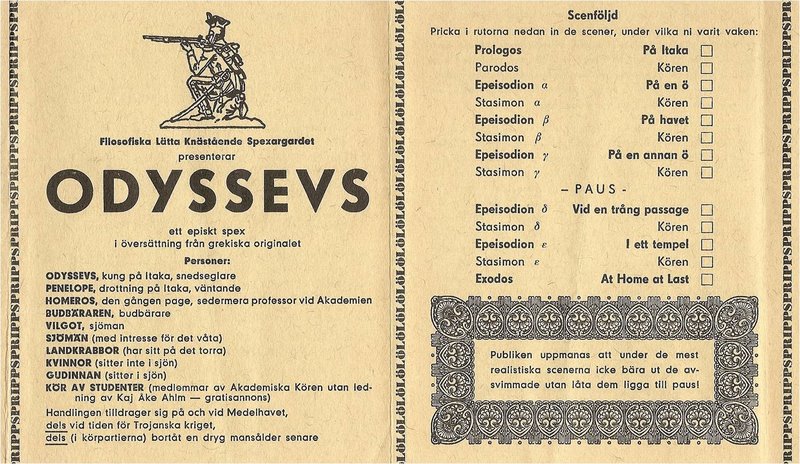 Filosofiska Lätta Knästående Spexargardet
presenterar
ODYSSEVS
ett episkt spex
i översättning från grekiska originalet
Personer:
ODYSSEVS, kung på Itaka, snedseglare
PENELOPE, drottning på Itaka, väntande
HOMEROS, den gången page, sedermera professor vid Akademien
BUDBÄRAREN, budbärare
VILGOT, sjöman
SJÖMÄN (med intresse för det våta)
LANDKRABBOR (har sitt på det torra)
KVINNOR (sitter inte i sjön)
GUDINNAN (sitter i sjön)
KÖR AV STUDENTER (medlemmar av Akademiska Kören utan led-
ning av Kaj Åke Ahlm — gratisannons)
Handlingen tilldrager sig på och vid Medelhavet,
dels vid tiden för Trojanska kriget,
dels (i körpartierna) bortåt en dryg mansålder senare
PRIPPSPRIPPSPRIPPSPRIPPSPRIPPSPRIPPS
ÖLÖLÖLÖLÖLÖLÖLÖLÖLÖLÖLÖLÖLÖL
Scenföljd
Pricka i rutorna nedan in de scener, under vilka ni varit vaken:
Prologos På Itaka
Parodos Kören
Epeisodion α På en ö
Stasimon α Kören
Epeisodion β På havet
Stasimon β Kören
Epeisodion γ På en annan ö
Stasimon γ Kören
– PAUS -
Epeisodion δ Vid en trång passage
Stasimon δ Kören
Epeisodion ε I ett tempel
Stasimon ε Kören
Exodos At Home at Last
Publiken uppmanas att under de mest
realistiska scenerna icke bära ut de av-
svimmade utan låta dem ligga till paus!
PRIPPSPRIPPSPRIPPSPRIPPSPRIPPSPRIPPS